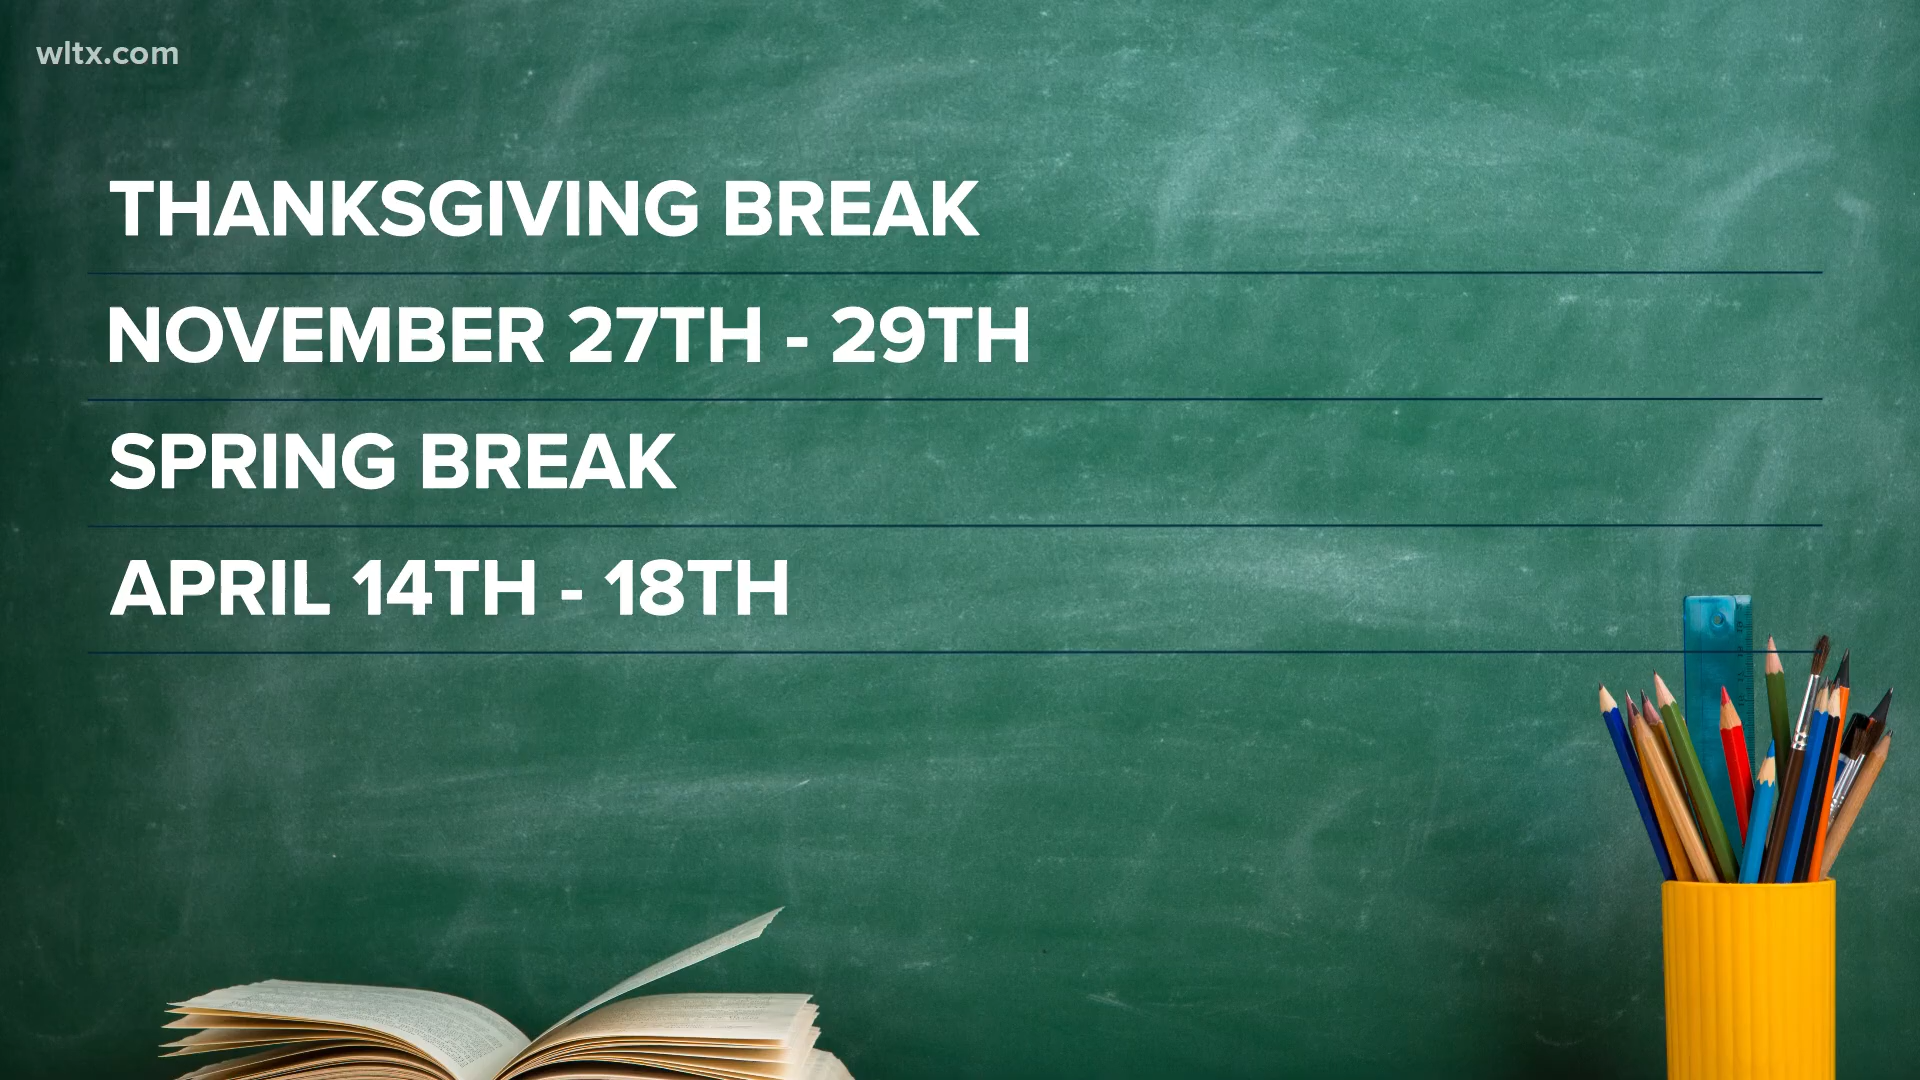 wltx.com
THANKSGIVING BREAK
NOVEMBER 27TH - 29TH
SPRING BREAK
APRIL 14TH - 18TH